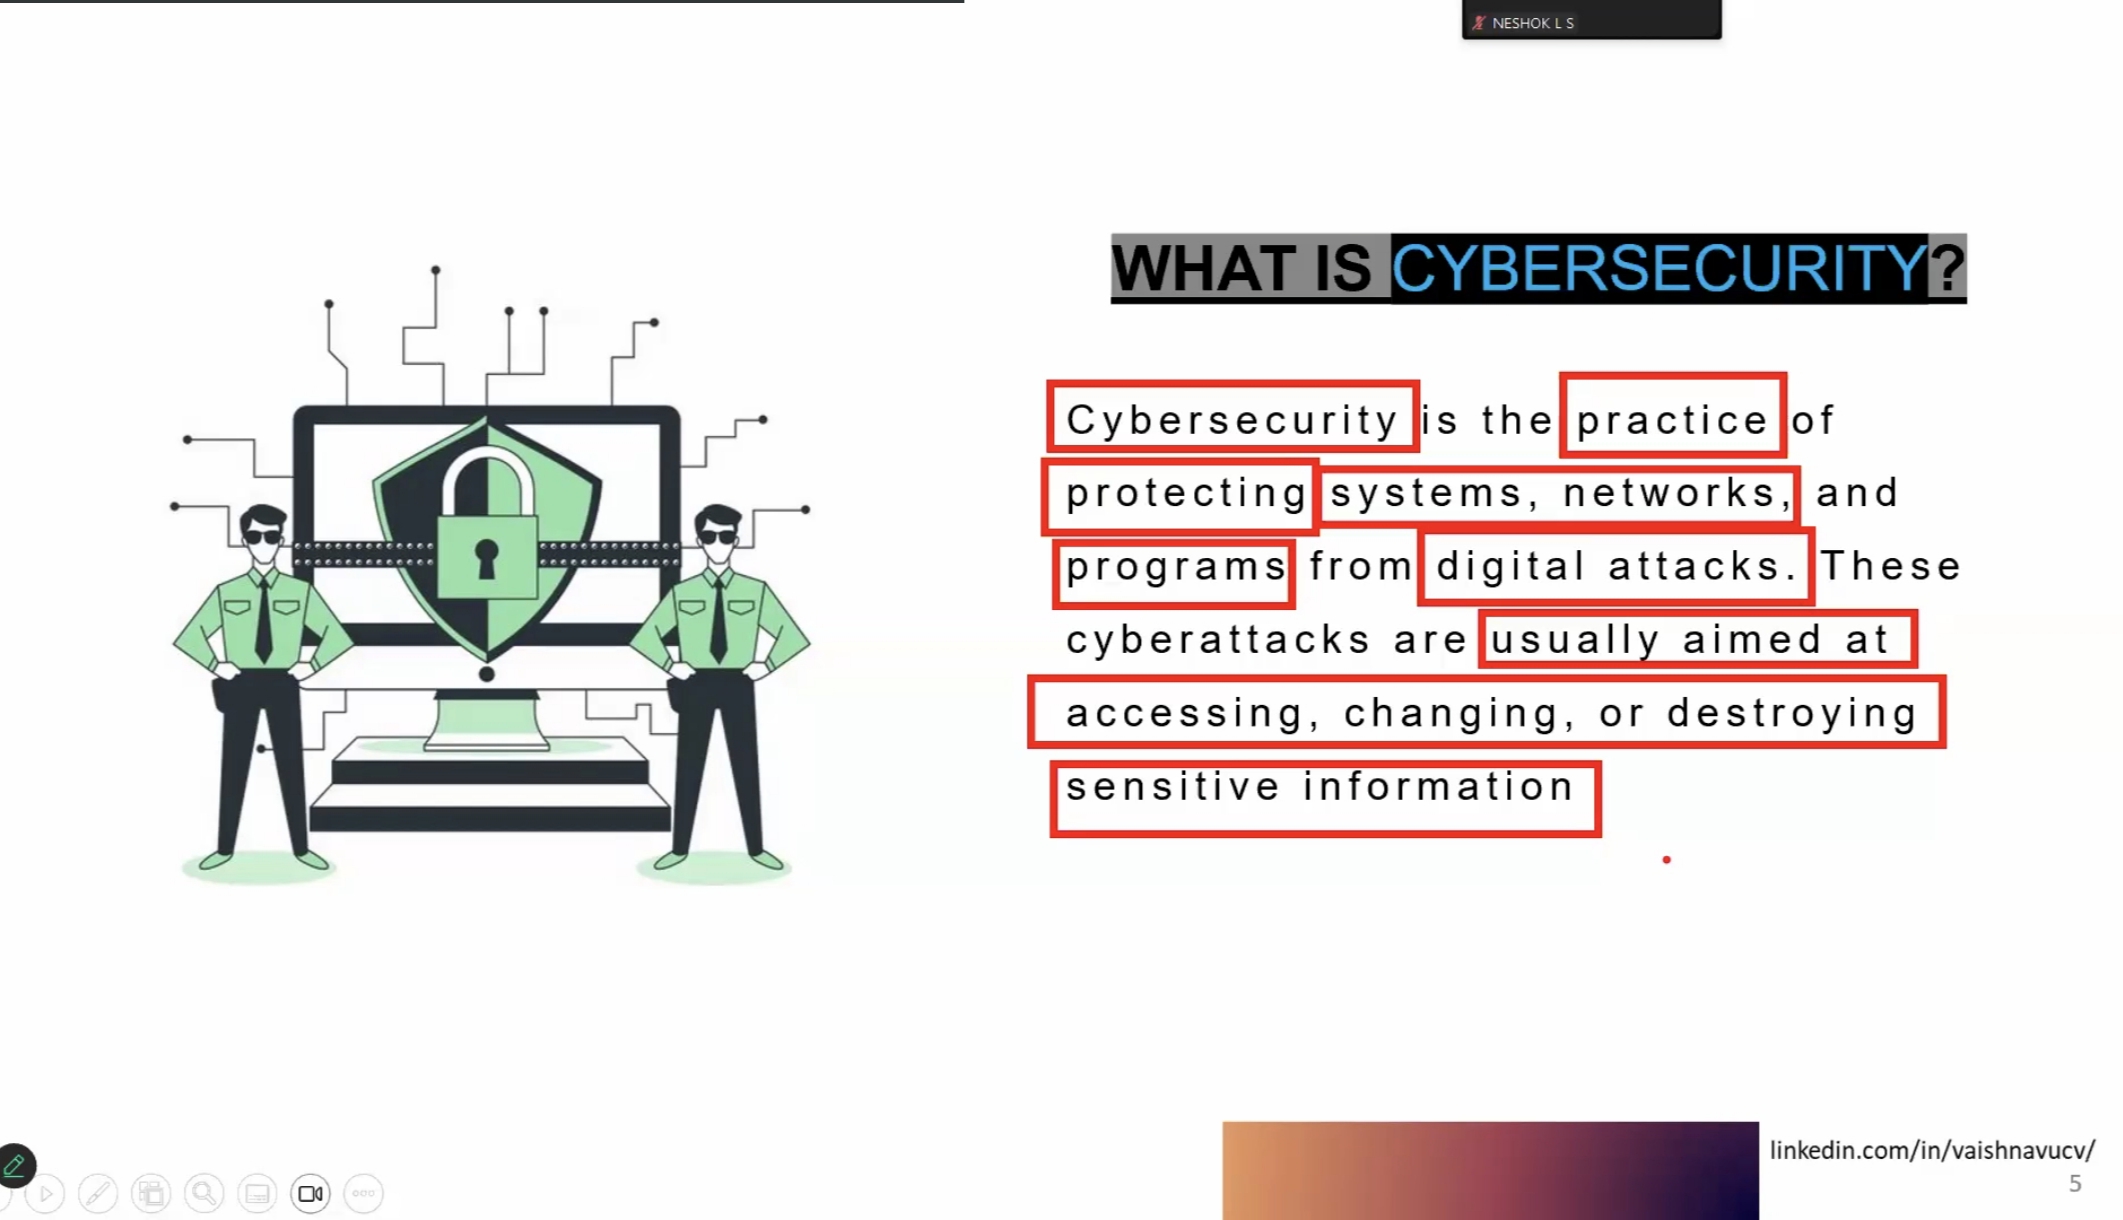 NESHOK L S
WHAT IS CYBERSECURITY?
Cybersecurity is the practice of
protecting systems, networks, and
programs from digital attacks. These
cyberattacks are usually aimed at
accessing, changing, or destroying
sensitive information
linkedin.com/in/vaishnavucv/
5